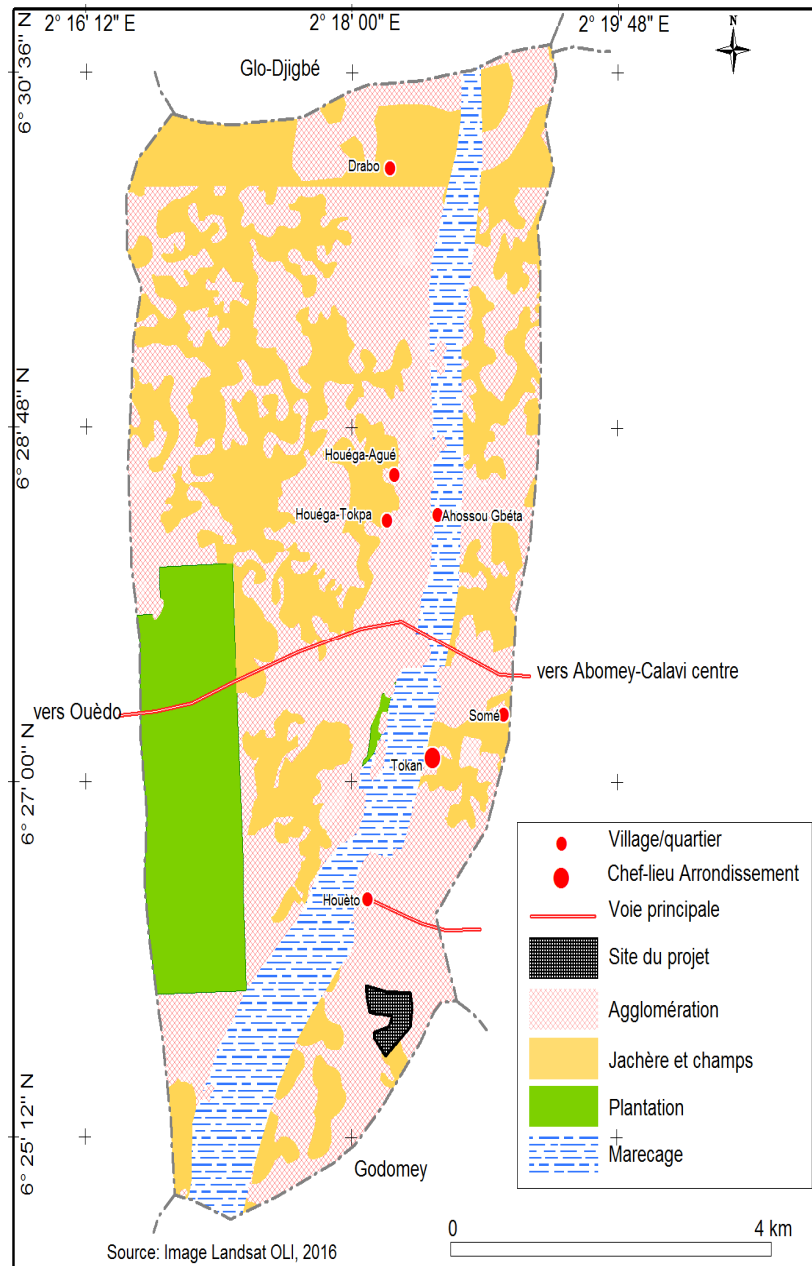 2° 16' 12" E
2° 18' 00" E
2° 19' 48" E
6° 30' 36" N
N
Glo-Djigbé
Drabo
6° 28' 48" N
Houéga-Agué
Houéga-Tokpa
Ahossou Gbéta
vers Abomey-Calavi centre
vers Ouèdo
Somé
Tokan
6° 27' 00" N
Houèto
6° 25' 12" N
Godomey
Village/quartier
Chef-lieu Arrondissement
Voie principale
Site du projet
Agglomération
Jachère et champs
Plantation
Marecage
0
4 km
Source: Image Landsat OLI, 2016